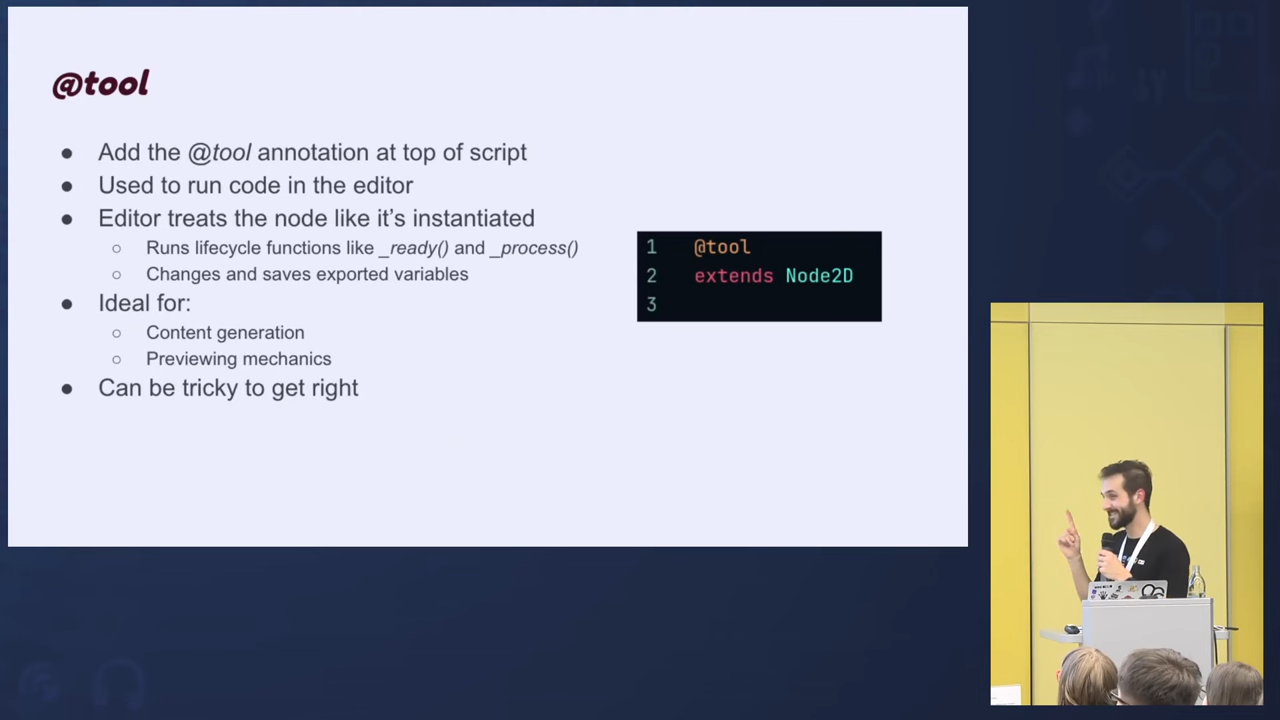 @tool
● Add the @tool annotation at top of script
● Used to run code in the editor
● Editor treats the node like it's instantiated
○ Runs lifecycle functions like _ready() and _process()
○ Changes and saves exported variables
● Ideal for:
○ Content generation
○ Previewing mechanics
● Can be tricky to get right
1 @tool
2 extends Node2D
3